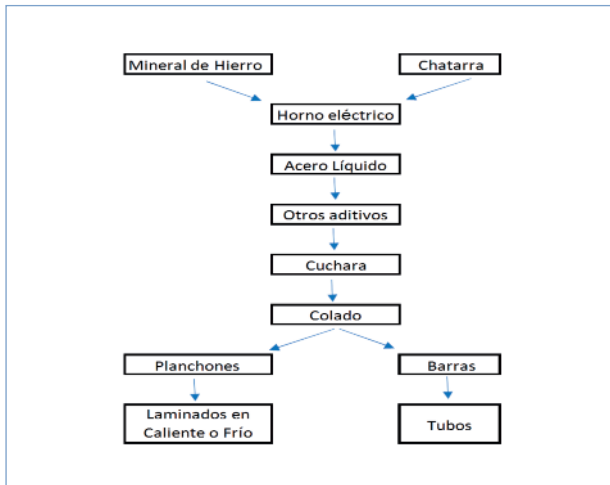 Mineral de Hierro
Chatarra
Horno eléctrico
Acero Líquido
Otros aditivos
Cuchara
Colado
Planchones
Barras
Laminados en
Caliente o Frío
Tubos